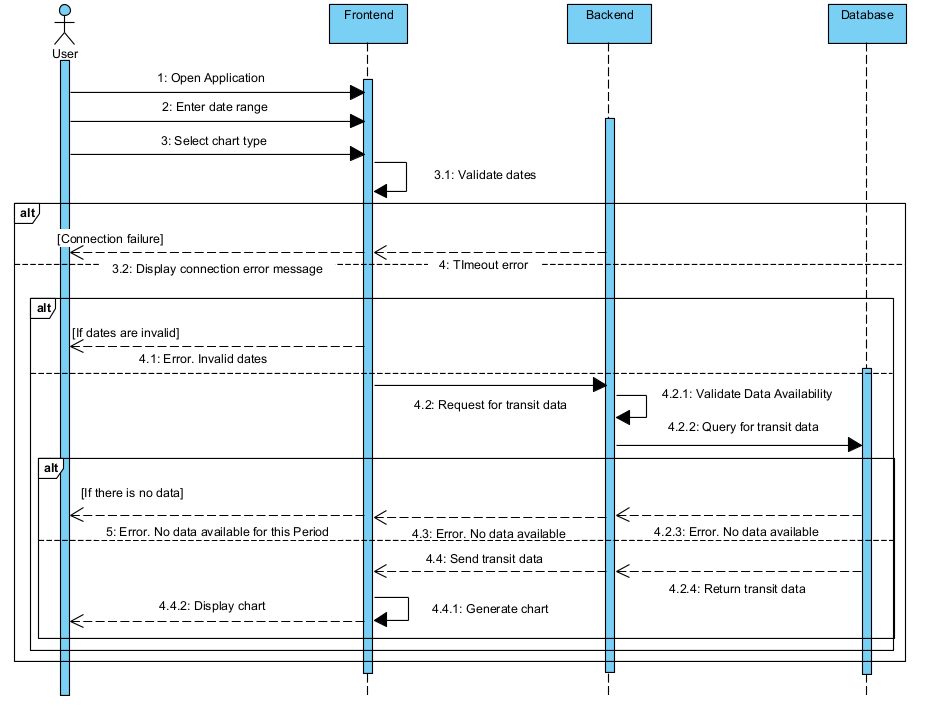 Frontend
Backend
Database
User
1: Open Application
2: Enter date range
3: Select chart type
3.1: Validate dates
alt
[Connection failure]
3.2: Display connection error message
4: TImeout error
alt
[If dates are invalid]
4.1: Error. Invalid dates
4.2: Request for transit data
4.2.1: Validate Data Availability
4.2.2: Query for transit data
alt
[If there is no data]
5: Error. No data available for this Period
4.3: Error. No data available
4.2.3: Error. No data available
4.4: Send transit data
4.2.4: Return transit data
4.4.2: Display chart
4.4.1: Generate chart